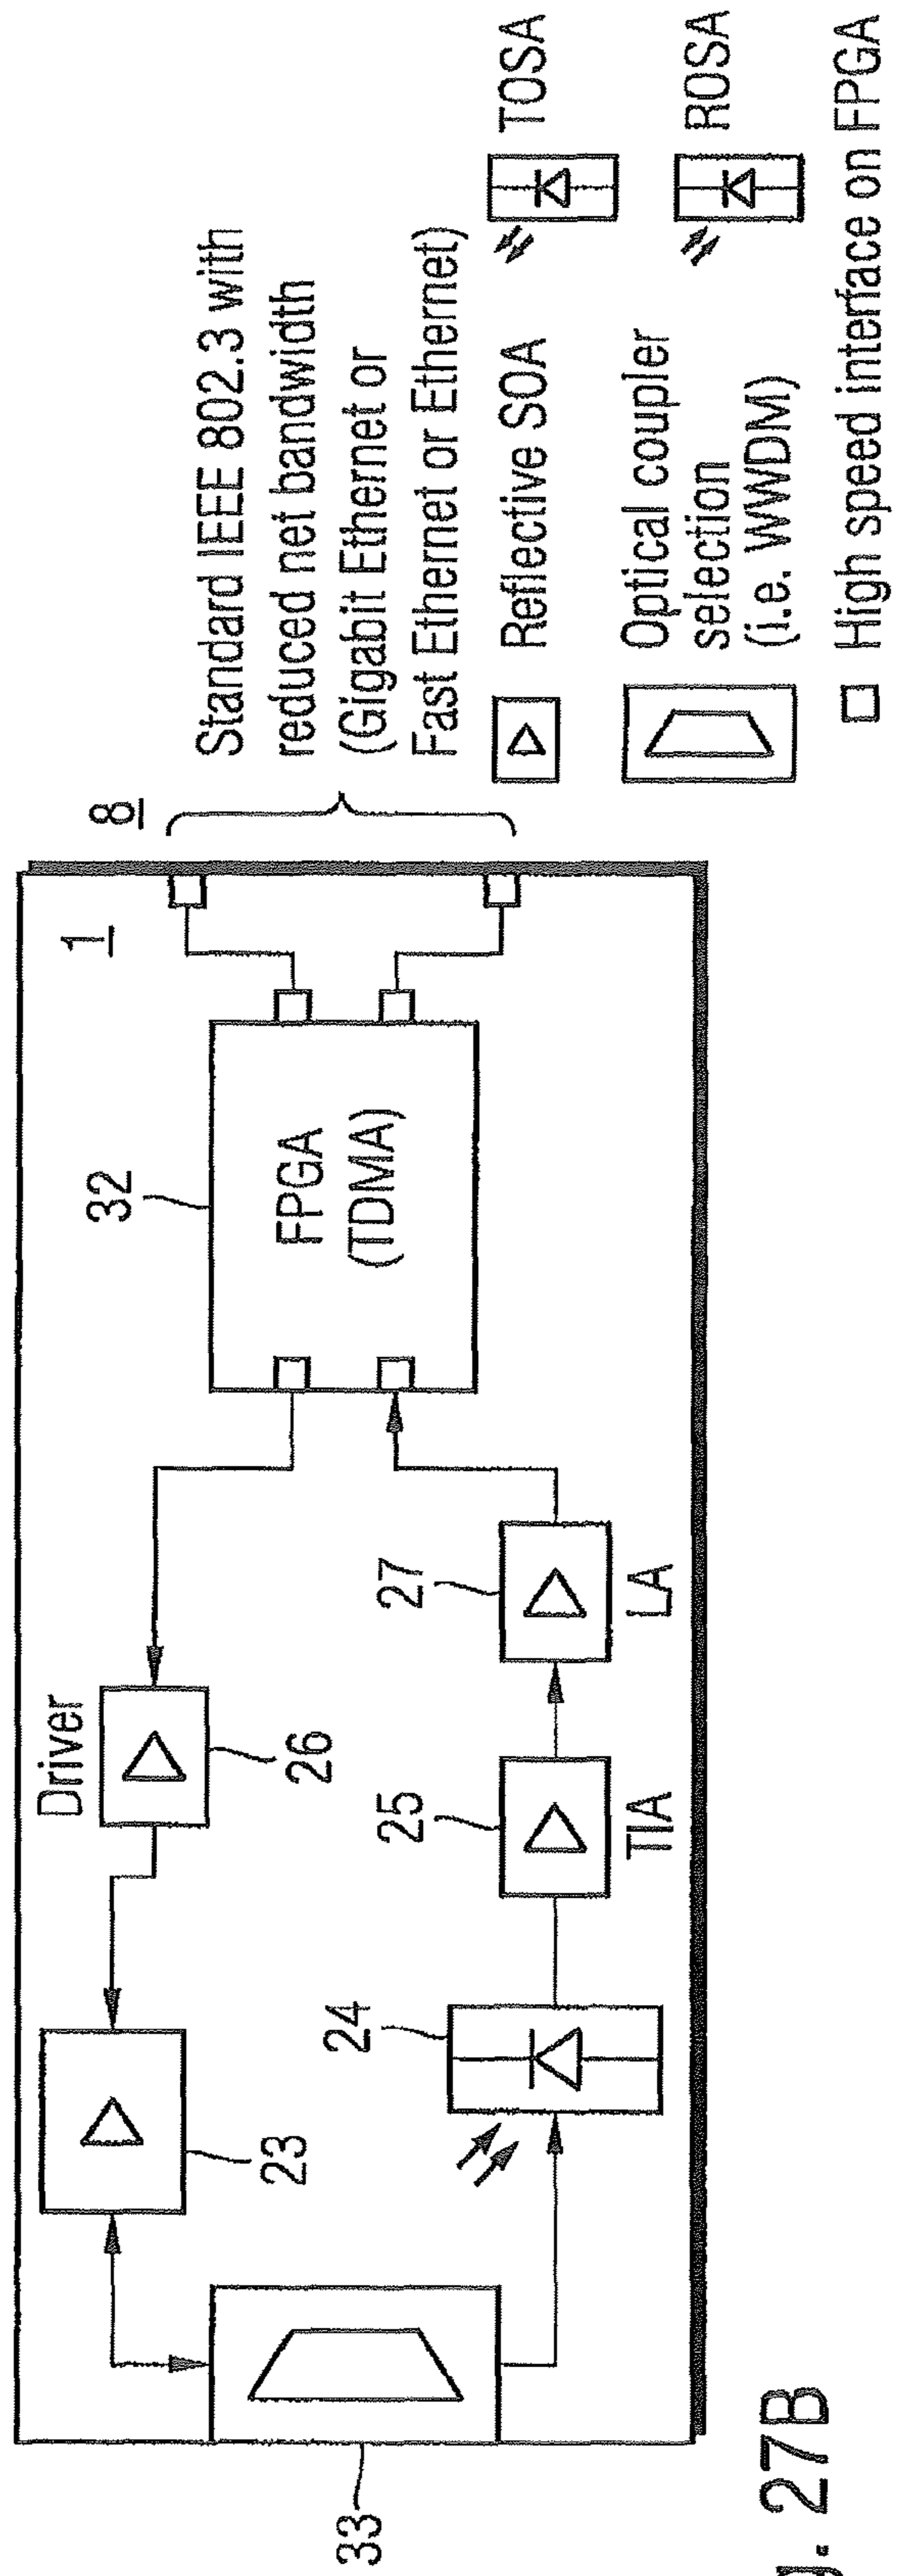 8
1
Standard IEEE 802.3 with
reduced net bandwidth
(Gigabit Ethernet or
Fast Ethernet or Ethernet)
32
FPGA
(TDMA)
Driver
26
23
27
LA
25
TIA
24
33
Reflective SOA
TOSA
Optical coupler
selection
(i.e. WWDM)
ROSA
High speed interface on FPGA
27B